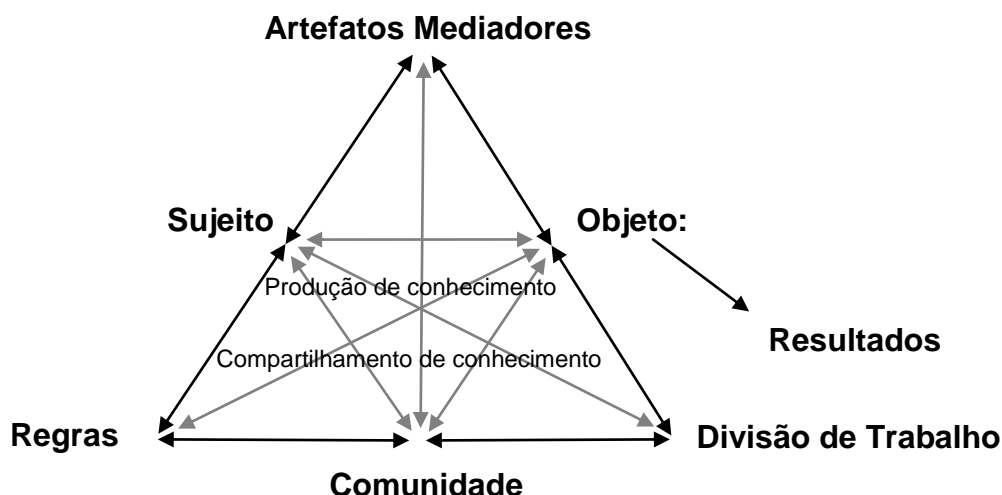 Artefatos Mediadores
Sujeito
Objeto:
Produção de conhecimento
Resultados
Compartilhamento de conhecimento
Regras
Divisão de Trabalho
Comunidade